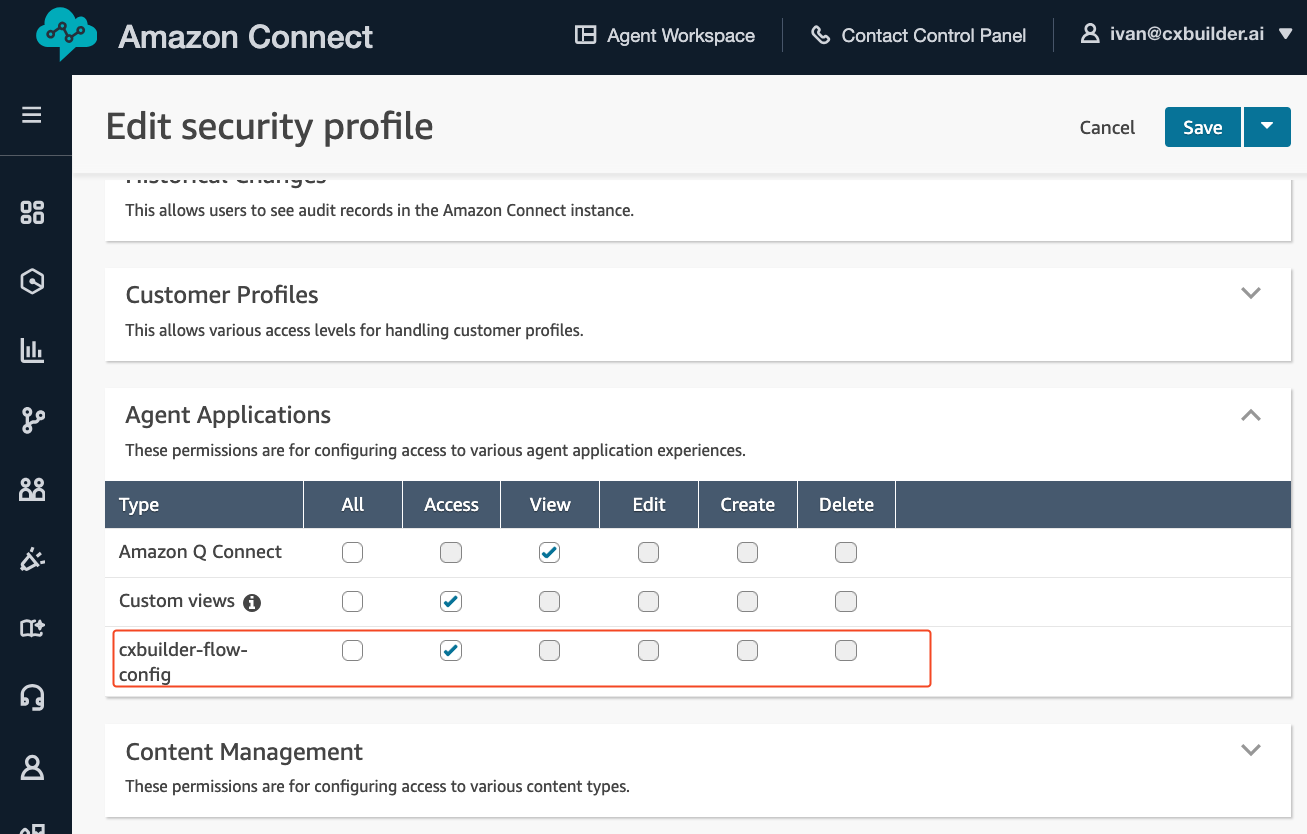 Amazon Connect
Agent Workspace
Contact Control Panel
ivan@cxbuilder.ai
Edit security profile
Cancel
Save
Historical Changes
This allows users to see audit records in the Amazon Connect instance.
Customer Profiles
This allows various access levels for handling customer profiles.
Agent Applications
These permissions are for configuring access to various agent application experiences.
Type All Access View Edit Create Delete
Amazon Q Connect
Custom views
cxbuilder-flow-
config
Content Management
These permissions are for configuring access to various content types.